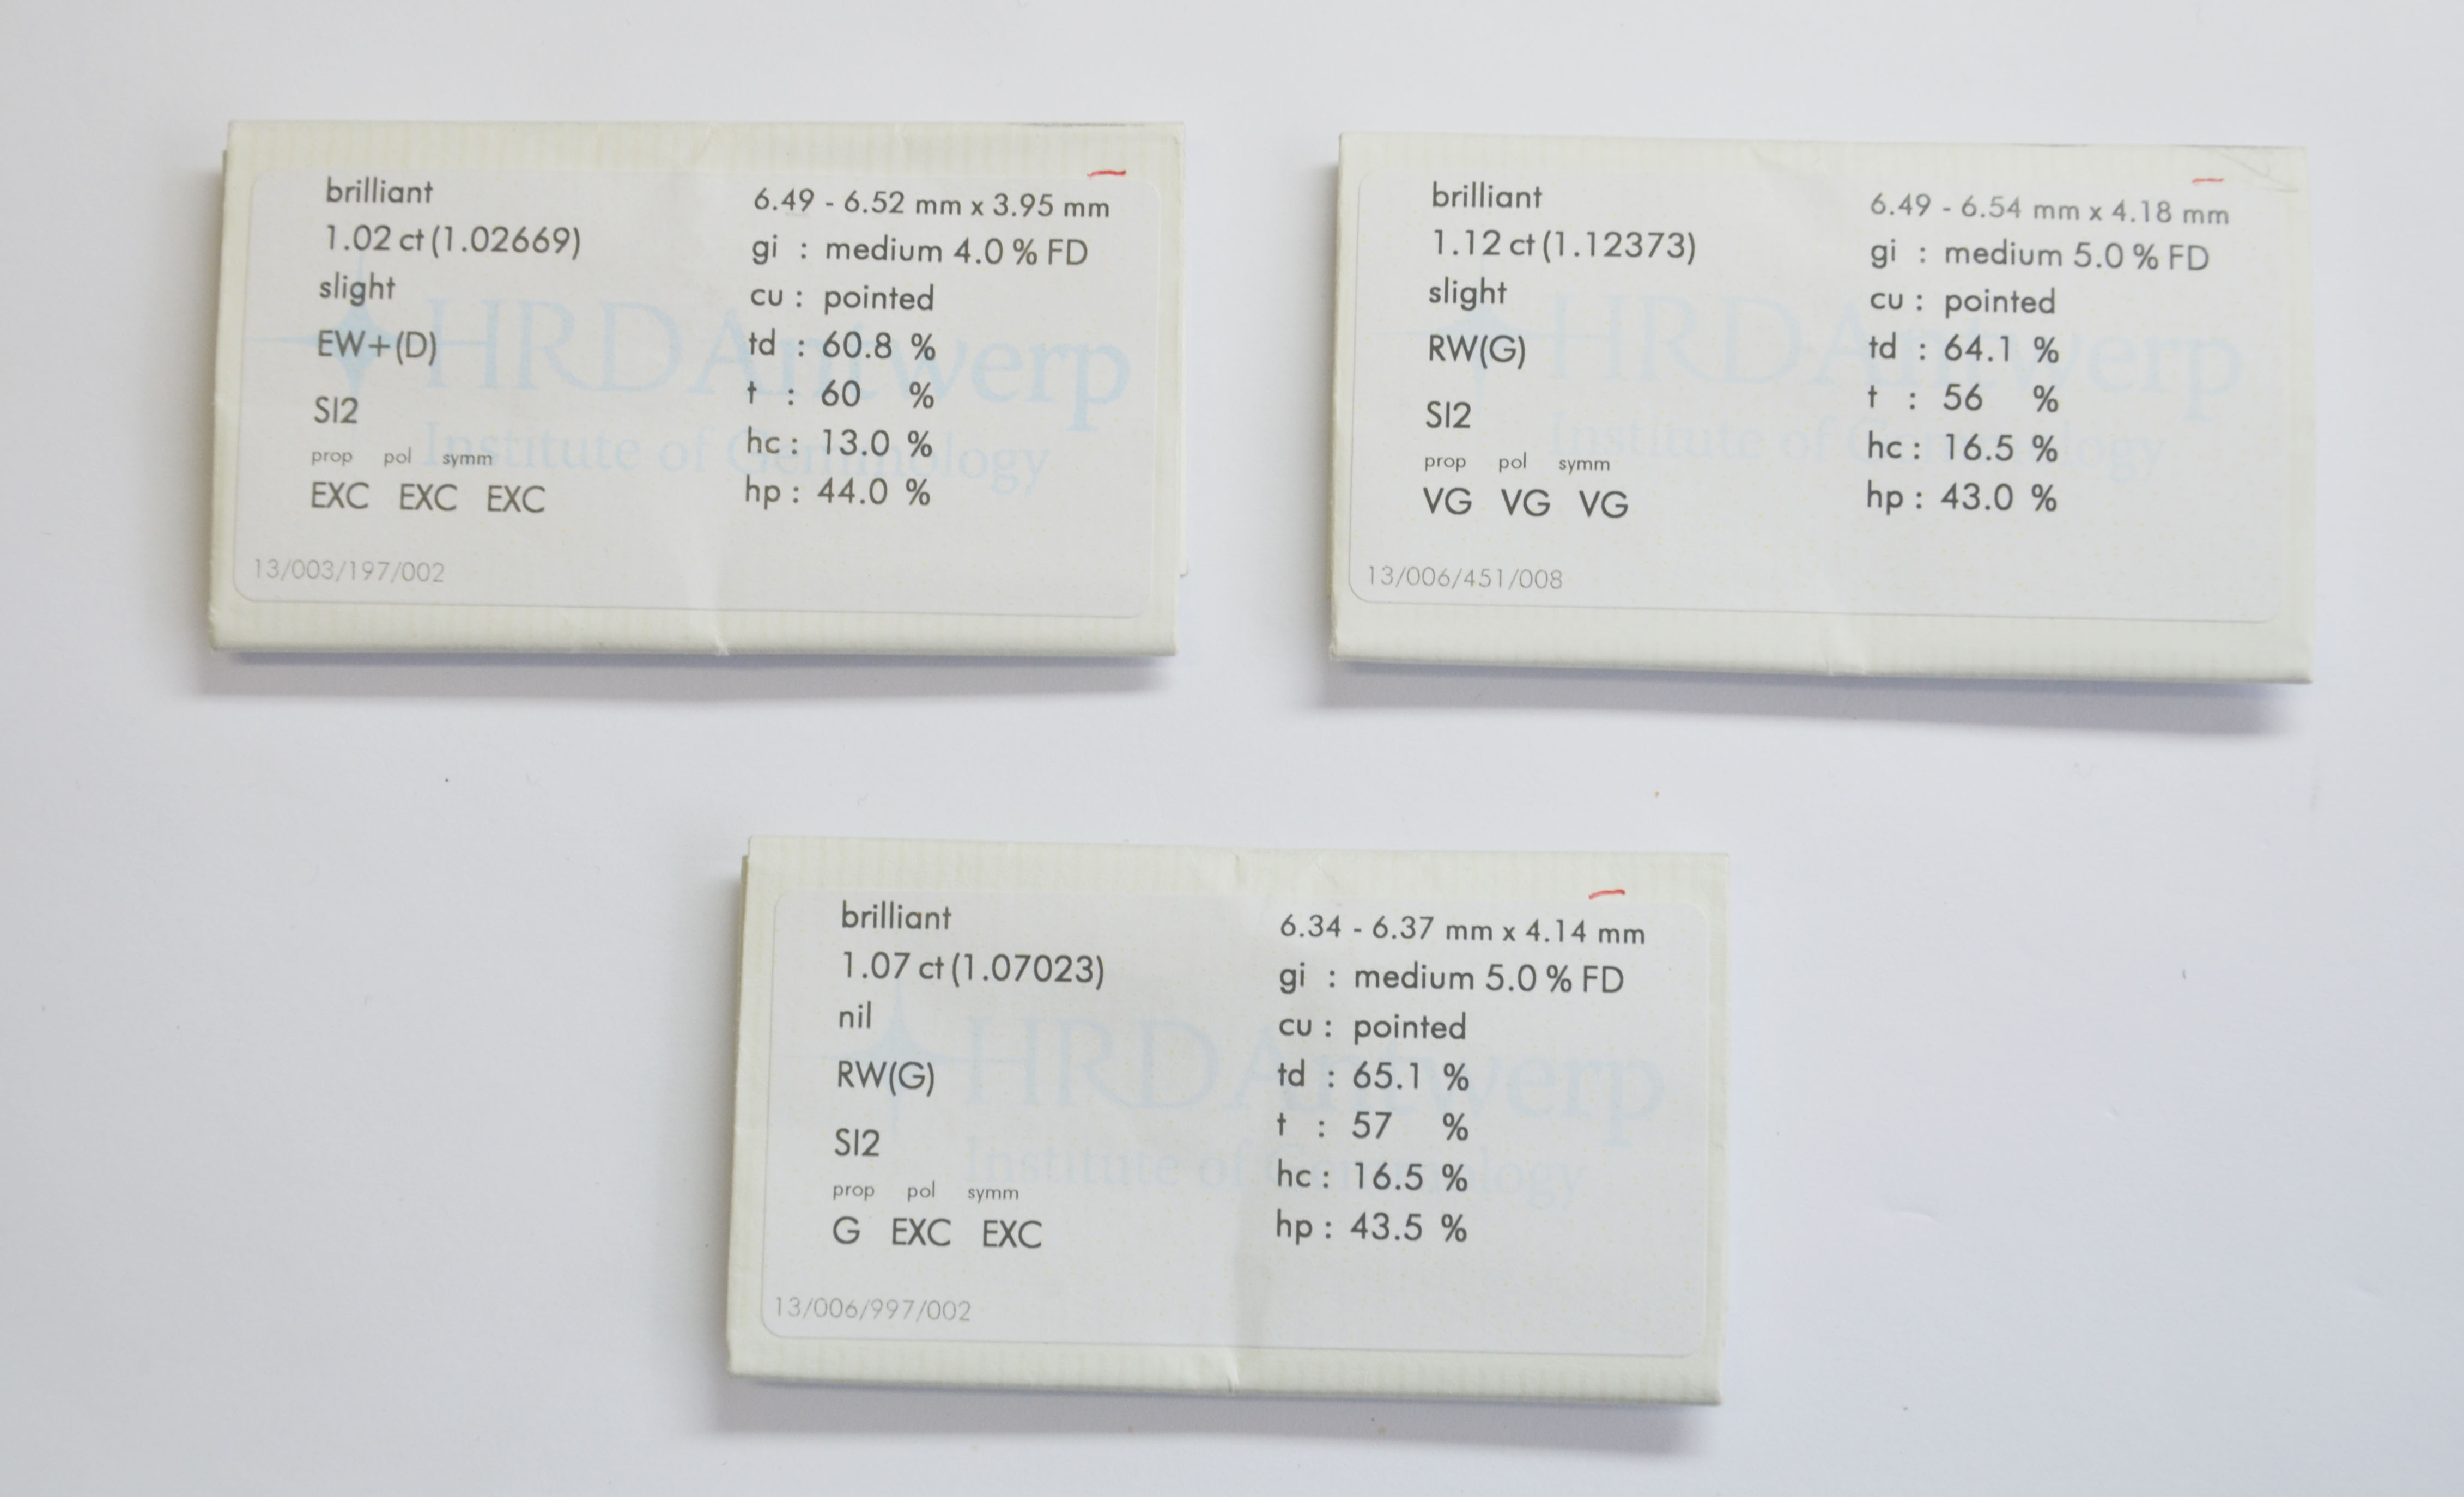 brilliant
1.02 ct (1.02669)
slight
EW+(D)
SI2
prop pol symm
EXC EXC EXC
13/003/197/002
6.49 - 6.52 mm x 3.95 mm
gi : medium 4.0 % FD
cu : pointed
td : 60.8 %
t : 60 %
hc : 13.0 %
hp : 44.0 %
HRDAntwerp
Institute of Gemmology
brilliant
1.12 ct (1.12373)
slight
RW(G)
SI2
prop pol symm
VG VG VG
13/006/451/008
6.49 - 6.54 mm x 4.18 mm
gi : medium 5.0 % FD
cu : pointed
td : 64.1 %
t : 56 %
hc : 16.5 %
hp : 43.0 %
HRDAntwerp
Institute of Gemmology
brilliant
1.07 ct (1.07023)
nil
RW(G)
SI2
prop pol symm
G EXC EXC
13/006/997/002
6.34 - 6.37 mm x 4.14 mm
gi : medium 5.0 % FD
cu : pointed
td : 65.1 %
t : 57 %
hc : 16.5 %
hp : 43.5 %
HRDAntwerp
Institute of Gemmology